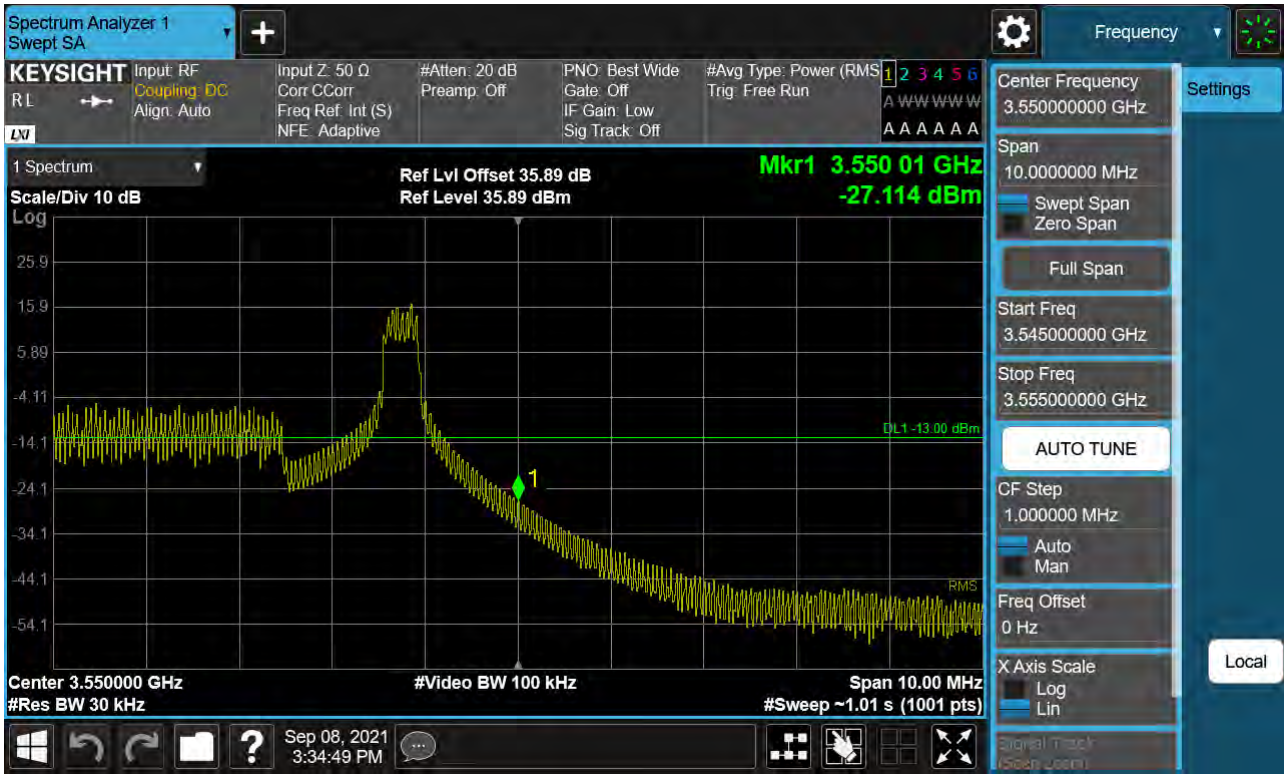 Spectrum Analyzer 1
Swept SA
+
Frequency
KEYSIGHT
RL
LXI
Input: RF
Coupling: DC
Align: Auto
Input Z: 50 Ω
Corr CCorr
Freq Ref: Int (S)
NFE: Adaptive
#Atten: 20 dB
Preamp: Off
PNO: Best Wide
Gate: Off
IF Gain: Low
Sig Track: Off
#Avg Type: Power (RMS
Trig: Free Run
1 2 3 4 5 6
A W W W W W
A A A A A A
1 Spectrum
Scale/Div 10 dB
Log
Ref Lvl Offset 35.89 dB
Ref Level 35.89 dBm
Mkr1 3.550 01 GHz
-27.114 dBm
25.9
15.9
5.89
-4.11
-14.1
-24.1
-34.1
-44.1
-54.1
DL1 -13.00 dBm
1
RMS
Center 3.550000 GHz
#Res BW 30 kHz
#Video BW 100 kHz
Span 10.00 MHz
#Sweep ~1.01 s (1001 pts)
Center Frequency
3.550000000 GHz
Settings
Span
10.0000000 MHz
Swept Span
Zero Span
Full Span
Start Freq
3.545000000 GHz
Stop Freq
3.555000000 GHz
AUTO TUNE
CF Step
1.000000 MHz
Auto
Man
Freq Offset
0 Hz
X Axis Scale
Log
Lin
Local
Signal Track
(Span Zoom)
?
Sep 08, 2021
3:34:49 PM